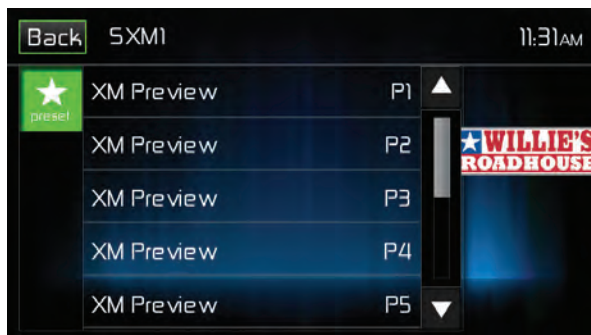 Back SXM1 11:31AM
preset
XM Preview P1
XM Preview P2
XM Preview P3
XM Preview P4
XM Preview P5
WILLIE'S
ROADHOUSE